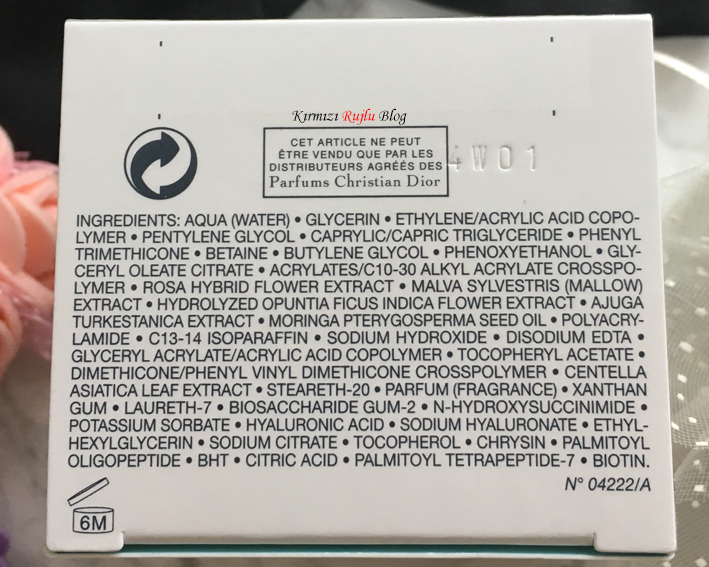 Kırmızı Rujlu Blog
CET ARTICLE NE PEUT
ÊTRE VENDU QUE PAR LES
DISTRIBUTEURS AGRÉÉS DES
Parfums Christian Dior
4W01
INGREDIENTS: AQUA (WATER) • GLYCERIN • ETHYLENE/ACRYLIC ACID COPO-
LYMER • PENTYLENE GLYCOL • CAPRYLIC/CAPRIC TRIGLYCERIDE • PHENYL
TRIMETHICONE • BETAINE • BUTYLENE GLYCOL • PHENOXYETHANOL • GLY-
CERYL OLEATE CITRATE • ACRYLATES/C10-30 ALKYL ACRYLATE CROSSPO-
LYMER • ROSA HYBRID FLOWER EXTRACT • MALVA SYLVESTRIS (MALLOW)
EXTRACT • HYDROLYZED OPUNTIA FICUS INDICA FLOWER EXTRACT • AJUGA
TURKESTANICA EXTRACT • MORINGA PTERYGOSPERMA SEED OIL • POLYACRY-
LAMIDE • C13-14 ISOPARAFFIN • SODIUM HYDROXIDE • DISODIUM EDTA •
GLYCERYL ACRYLATE/ACRYLIC ACID COPOLYMER • TOCOPHERYL ACETATE •
DIMETHICONE/PHENYL VINYL DIMETHICONE CROSSPOLYMER • CENTELLA
ASIATICA LEAF EXTRACT • STEARETH-20 • PARFUM (FRAGRANCE) • XANTHAN
GUM • LAURETH-7 • BIOSACCHARIDE GUM-2 • N-HYDROXYSUCCINIMIDE •
POTASSIUM SORBATE • HYALURONIC ACID • SODIUM HYALURONATE • ETHYL-
HEXYLGLYCERIN • SODIUM CITRATE • TOCOPHEROL • CHRYSIN • PALMITOYL
OLIGOPEPTIDE • BHT • CITRIC ACID • PALMITOYL TETRAPEPTIDE-7 • BIOTIN.
N° 04222/A
6M